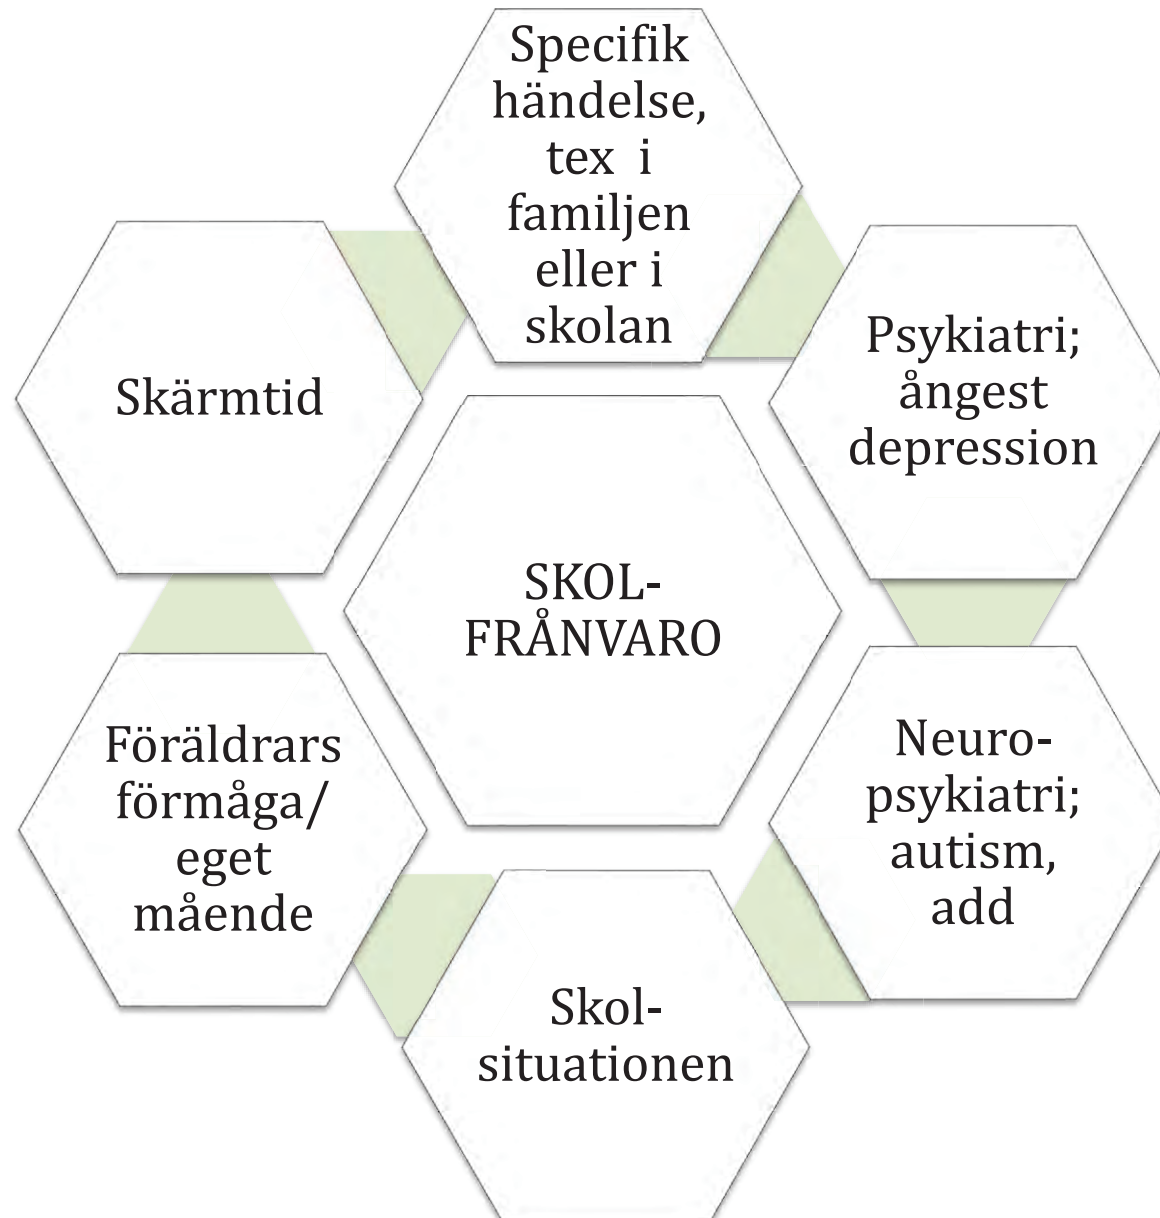 Specifik
händelse,
tex i
familjen
eller i
skolan
Psykiatri;
ångest
depression
Skärmtid
SKOL-
FRÅNVARO
Neuro-
psykiatri;
autism,
add
Föräldrars
förmåga/
eget
mående
Skol-
situationen